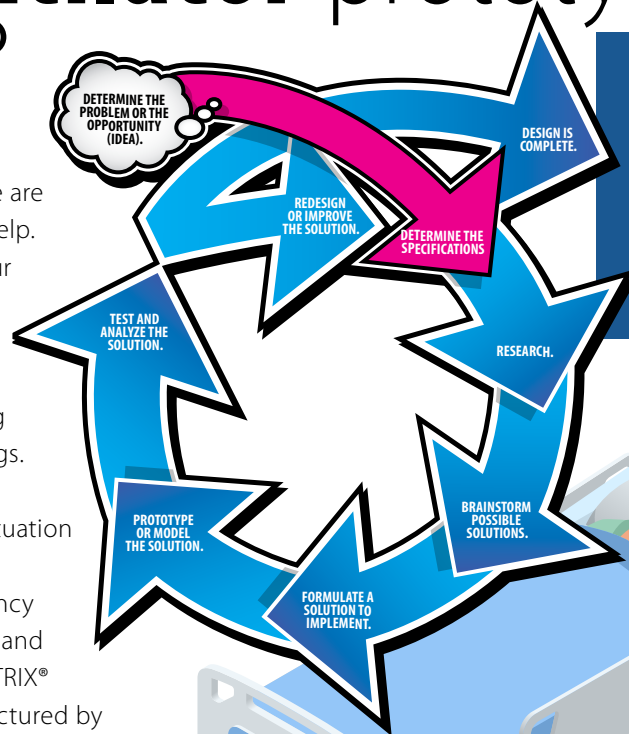 prototy
DETERMINE THE
PROBLEM OR THE
OPPORTUNITY
(IDEA).
DESIGN IS
COMPLETE.
REDESIGN
OR IMPROVE
THE SOLUTION.
DETERMINE THE
SPECIFICATIONS
RESEARCH.
BRAINSTORM
POSSIBLE
SOLUTIONS.
FORMULATE A
SOLUTION TO
IMPLEMENT.
PROTOTYPE
OR MODEL
THE SOLUTION.
TEST AND
ANALYZE THE
SOLUTION.
are
elp.
ur
g
gs.
tuation
ncy
and
TRIX®
ctured by